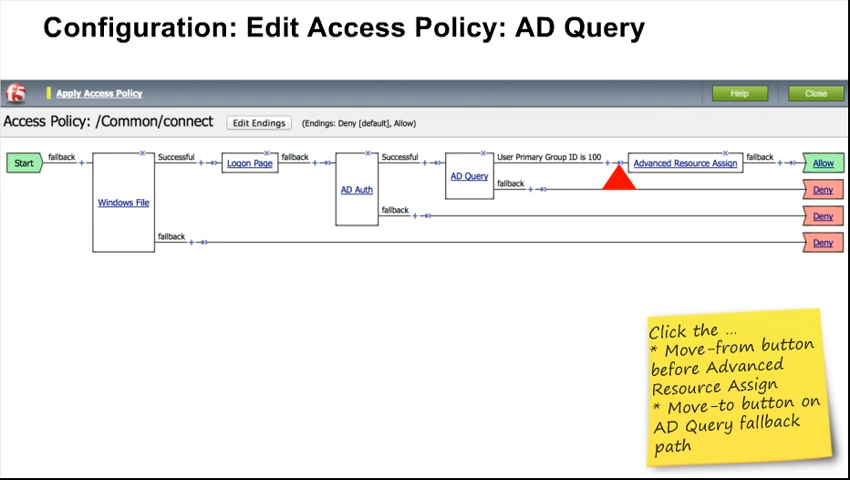 Configuration: Edit Access Policy: AD Query
f5
Apply Access Policy
Help
Close
Access Policy: /Common/connect
Edit Endings
(Endings: Deny [default], Allow)
Start
fallback
Windows File
Successful
Logon Page
fallback
AD Auth
Successful
AD Query
User Primary Group ID is 100
Advanced Resource Assign
fallback
Allow
fallback
Deny
fallback
Deny
fallback
Deny
Click the ...
* Move-from button
before Advanced
Resource Assign
* Move-to button on
AD Query fallback
path